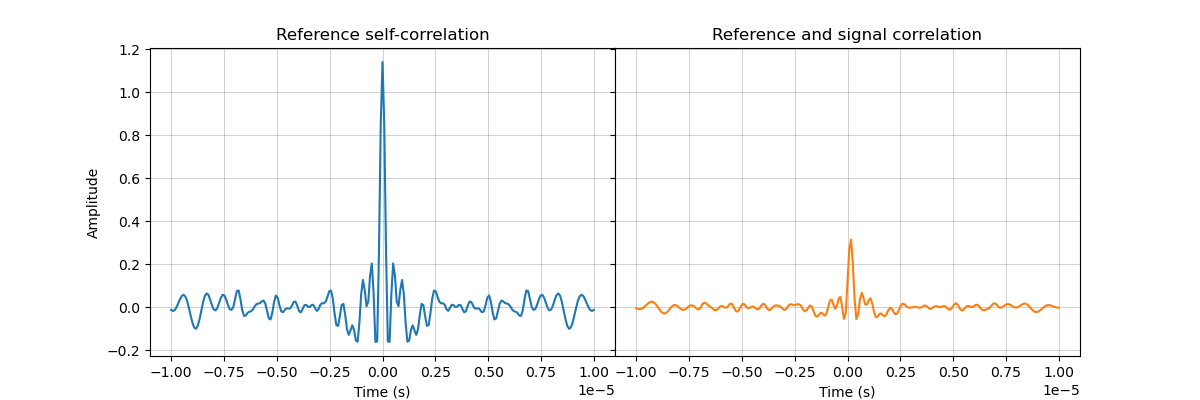 Reference self-correlation
Reference and signal correlation
Amplitude
1.2
1.0
0.8
0.6
0.4
0.2
0.0
−0.2
−1.00 −0.75 −0.50 −0.25 0.00 0.25 0.50 0.75 1.00
1e−5
Time (s)
−1.00 −0.75 −0.50 −0.25 0.00 0.25 0.50 0.75 1.00
1e−5
Time (s)